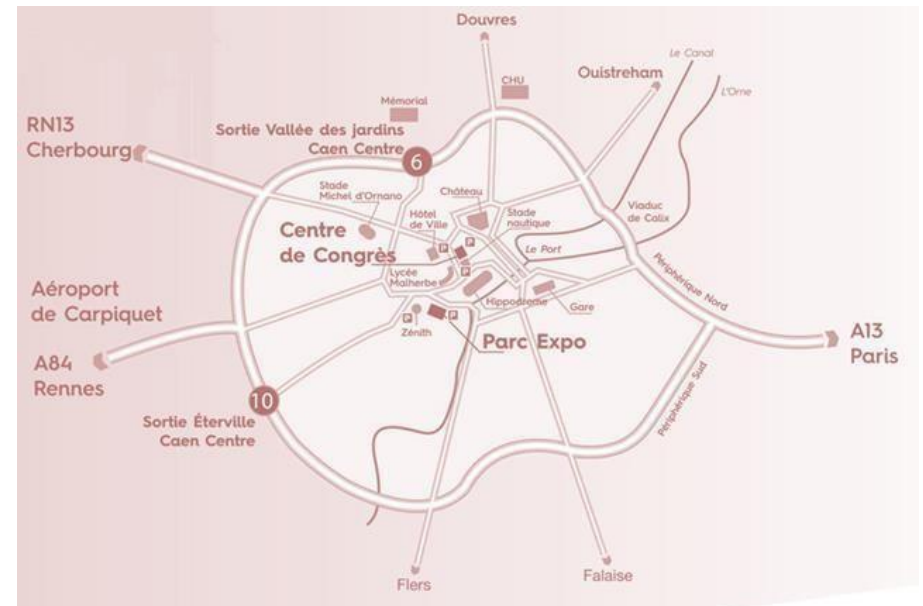 Douvres
Le Canal
Ouistreham
CHU
L'Orne
Mémorial
RN13
Cherbourg
Sortie Vallée des jardins
Caen Centre
6
Stade
Michel d'Ornano
Château
Hôtel
de Ville
Stade
nautique
Viaduc
de Calix
Centre
de Congrès
P
Le Port
P
Lycée
Malherbe
Périphérique Nord
Aéroport
de Carpiquet
Hippodrome
Gare
P
P
Zénith
Parc Expo
A13
Paris
A84
Rennes
10
Périphérique Sud
Sortie Éterville
Caen Centre
Flers
Falaise